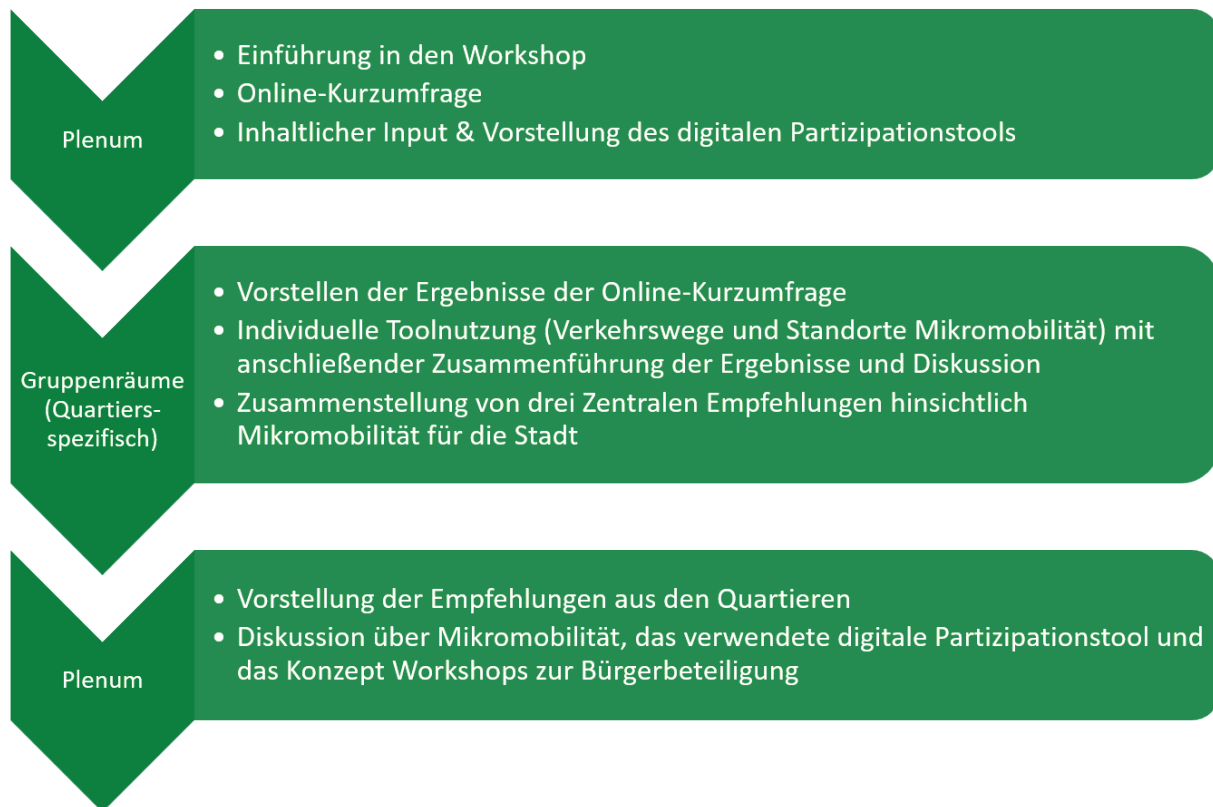 Plenum
• Einführung in den Workshop
• Online-Kurzumfrage
• Inhaltlicher Input & Vorstellung des digitalen Partizipationstools
Gruppenräume
(Quartiers-
spezifisch)
• Vorstellen der Ergebnisse der Online-Kurzumfrage
• Individuelle Toolnutzung (Verkehrswege und Standorte Mikromobilität) mit
anschließender Zusammenführung der Ergebnisse und Diskussion
• Zusammenstellung von drei Zentralen Empfehlungen hinsichtlich
Mikromobilität für die Stadt
Plenum
• Vorstellung der Empfehlungen aus den Quartieren
• Diskussion über Mikromobilität, das verwendete digitale Partizipationstool und
das Konzept Workshops zur Bürgerbeteiligung